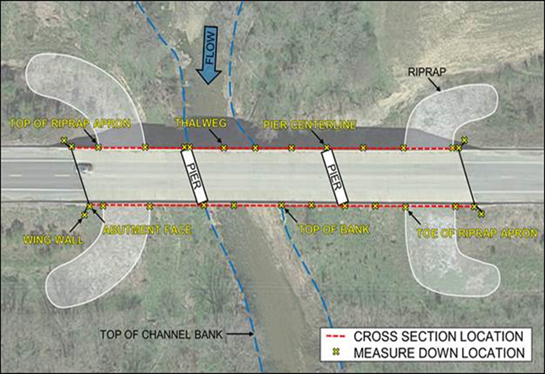 FLOW
RIPRAP
TOP OF RIPRAP APRON
THALWEG
PIER CENTERLINE
PIER
PIER
WING WALL
ABUTMENT FACE
TOP OF BANK
TOE OF RIPRAP APRON
TOP OF CHANNEL BANK
CROSS SECTION LOCATION
MEASURE DOWN LOCATION